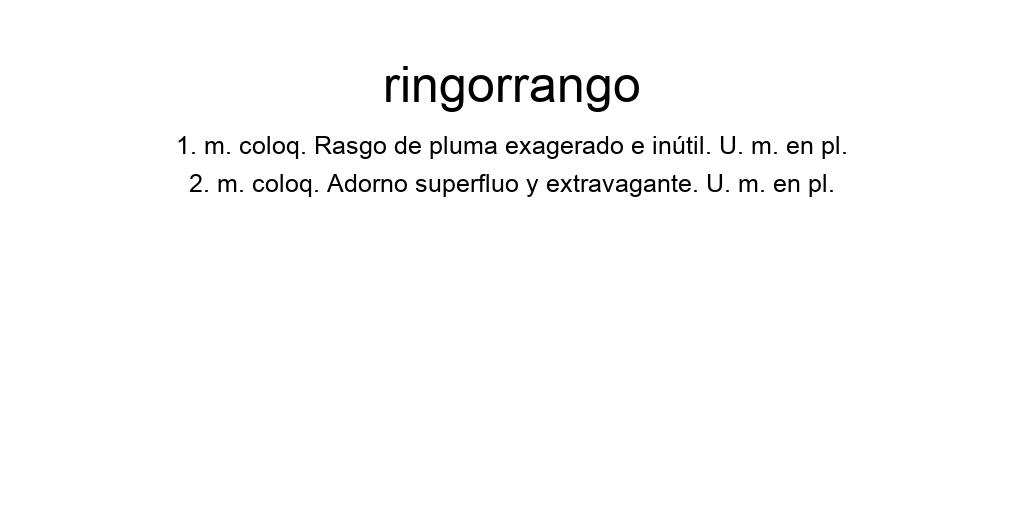 ringorrango
1. m. coloq. Rasgo de pluma exagerado e inútil. U. m. en pl.
2. m. coloq. Adorno superfluo y extravagante. U. m. en pl.